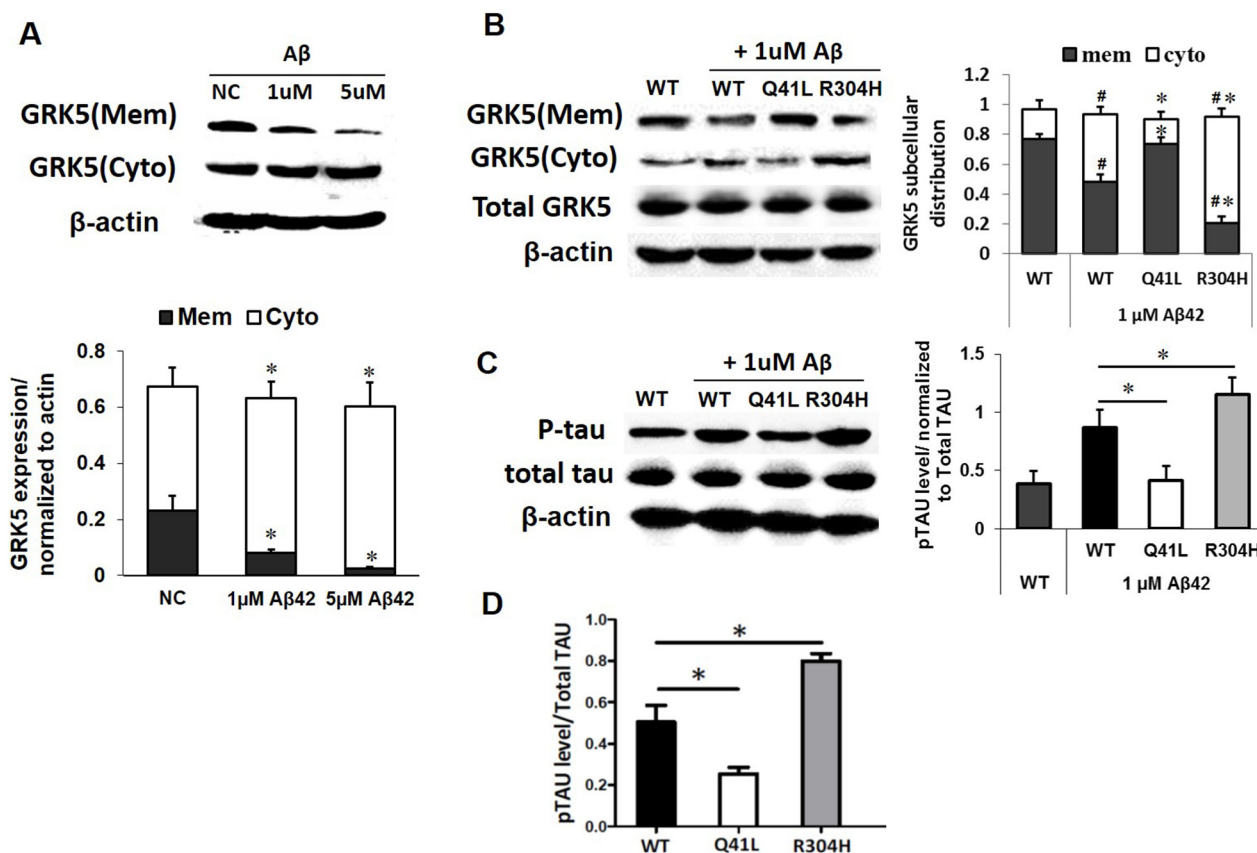 A
Aβ
NC 1uM 5uM
GRK5(Mem)
GRK5(Cyto)
β-actin
Mem Cyto
GRK5 expression/
normalized to actin
0.8
0.6
0.4
0.2
0
* *
* *
NC 1µM Aβ42 5µM Aβ42
B
+ 1uM Aβ
WT WT Q41L R304H
GRK5(Mem)
GRK5(Cyto)
Total GRK5
β-actin
mem cyto
GRK5 subcellular
distribution
1.2
1
0.8
0.6
0.4
0.2
0
# * #*
# * #*
WT WT Q41L R304H
1 µM Aβ42
C
+ 1uM Aβ
WT WT Q41L R304H
P-tau
total tau
β-actin
pTAU level/ normalized
to Total TAU
1.5
1
0.5
0
*
*
WT Q41L R304H
WT 1 µM Aβ42
D
pTAU level/Total TAU
1.0
0.8
0.6
0.4
0.2
0.0
*
*
WT Q41L R304H